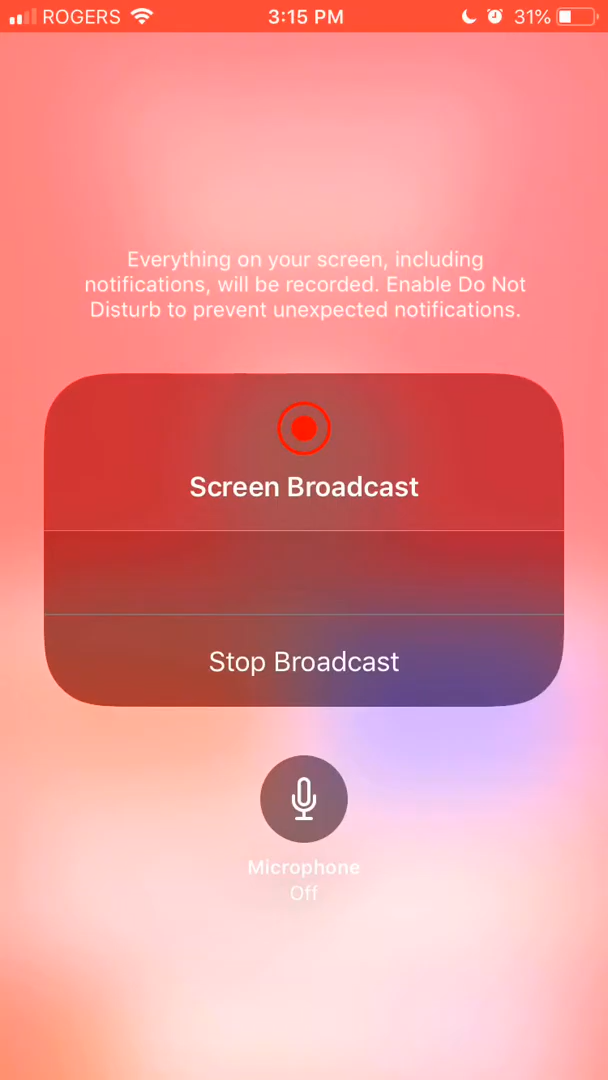 ROGERS 3:15 PM 31%
Everything on your screen, including
notifications, will be recorded. Enable Do Not
Disturb to prevent unexpected notifications.
Screen Broadcast
Stop Broadcast
Microphone
Off